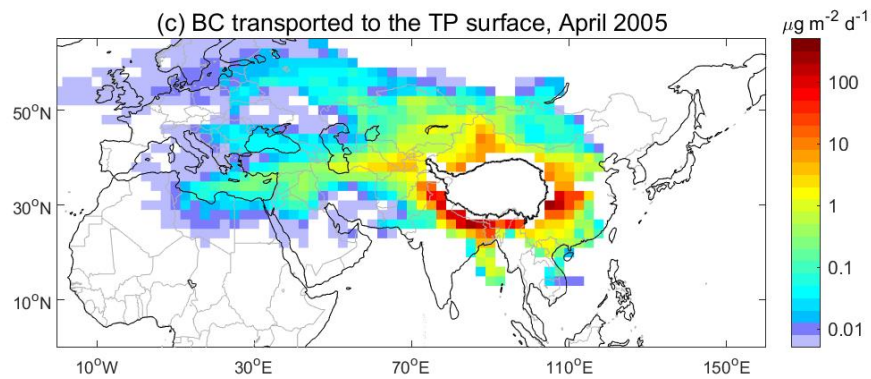 (c) BC transported to the TP surface, April 2005
μg m⁻² d⁻¹
50°N
30°N
10°N
10°W
30°E
70°E
110°E
150°E
100
10
1
0.1
0.01